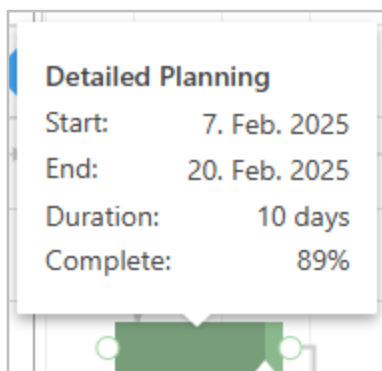 Detailed Planning
Start: 7. Feb. 2025
End: 20. Feb. 2025
Duration: 10 days
Complete: 89%